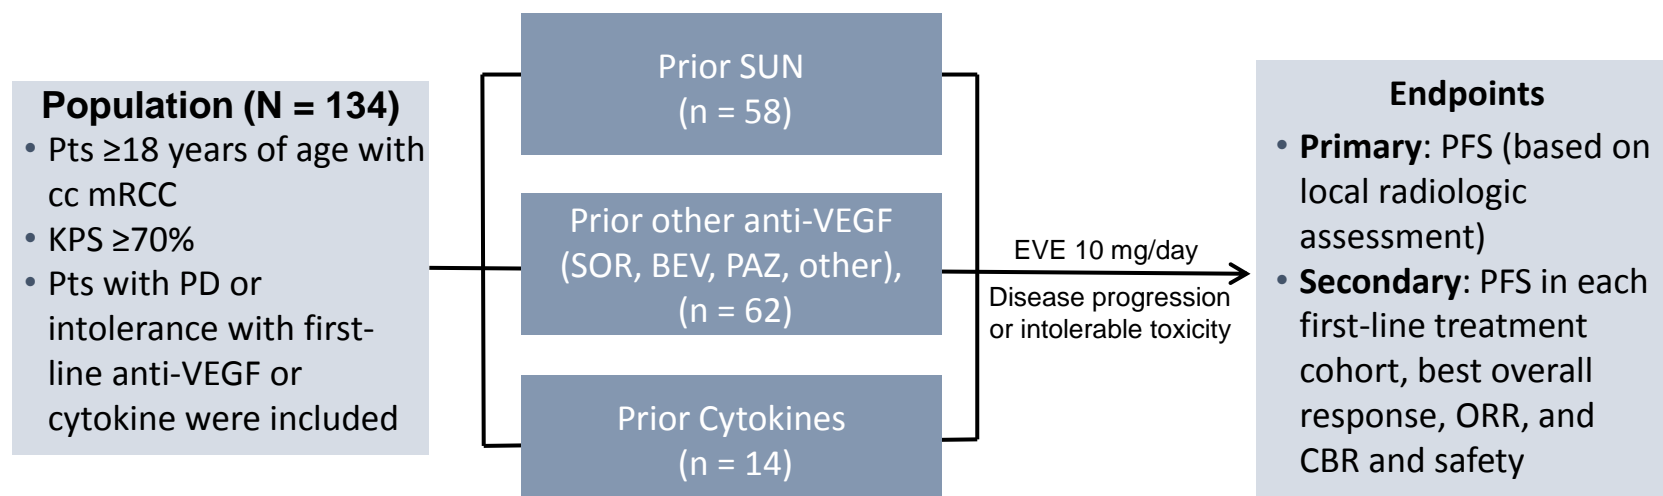 Population (N = 134)
• Pts ≥18 years of age with
cc mRCC
• KPS ≥70%
• Pts with PD or
intolerance with first-
line anti-VEGF or
cytokine were included
Prior SUN
(n = 58)
Prior other anti-VEGF
(SOR, BEV, PAZ, other),
(n = 62)
Prior Cytokines
(n = 14)
EVE 10 mg/day
Disease progression
or intolerable toxicity
Endpoints
• Primary: PFS (based on
local radiologic
assessment)
• Secondary: PFS in each
first-line treatment
cohort, best overall
response, ORR, and
CBR and safety